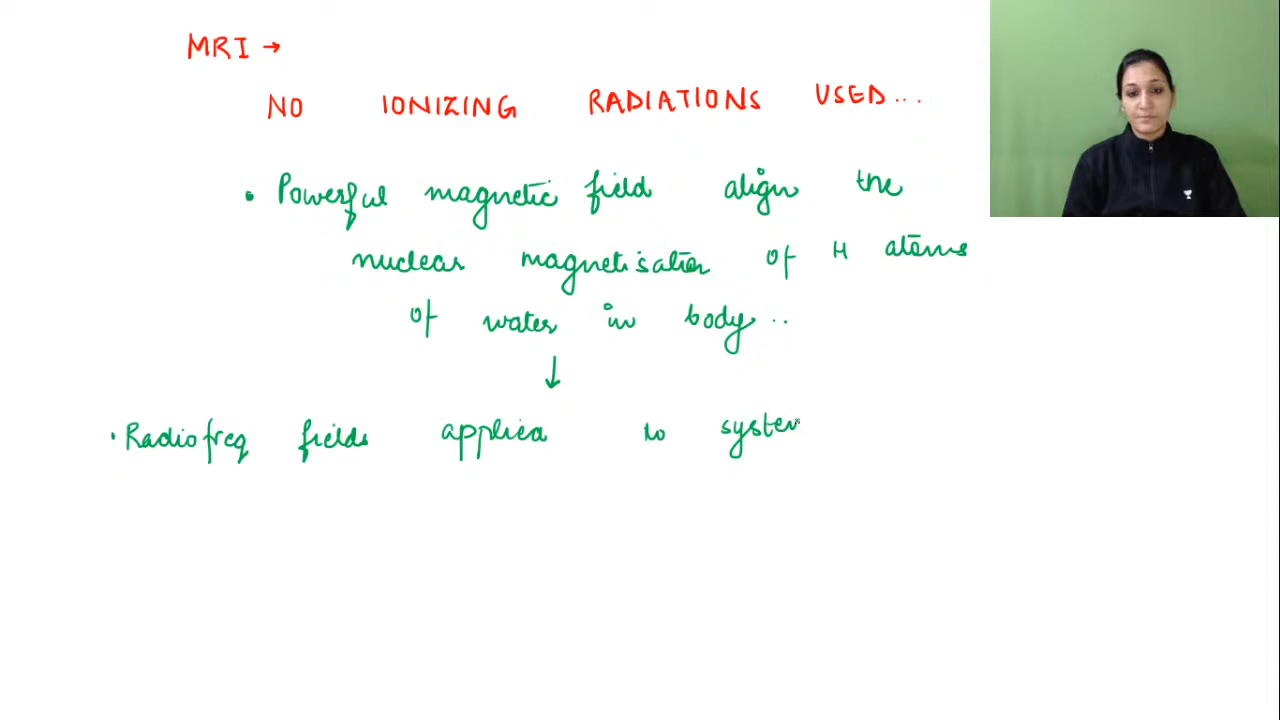 MRI →
NO IONIZING RADIATIONS USED...
• Powerful magnetic field align the
nuclear magnetisation of H atoms
of water in body ..
↓
• Radiofreq fields applied to system